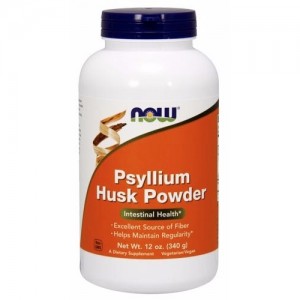 NOW
Psyllium
Husk Powder
Intestinal Health*
• Excellent Source of Fiber
• Helps Maintain Regularity*
Net Wt. 12 oz. (340 g)
A Dietary Supplement Vegetarian/Vegan